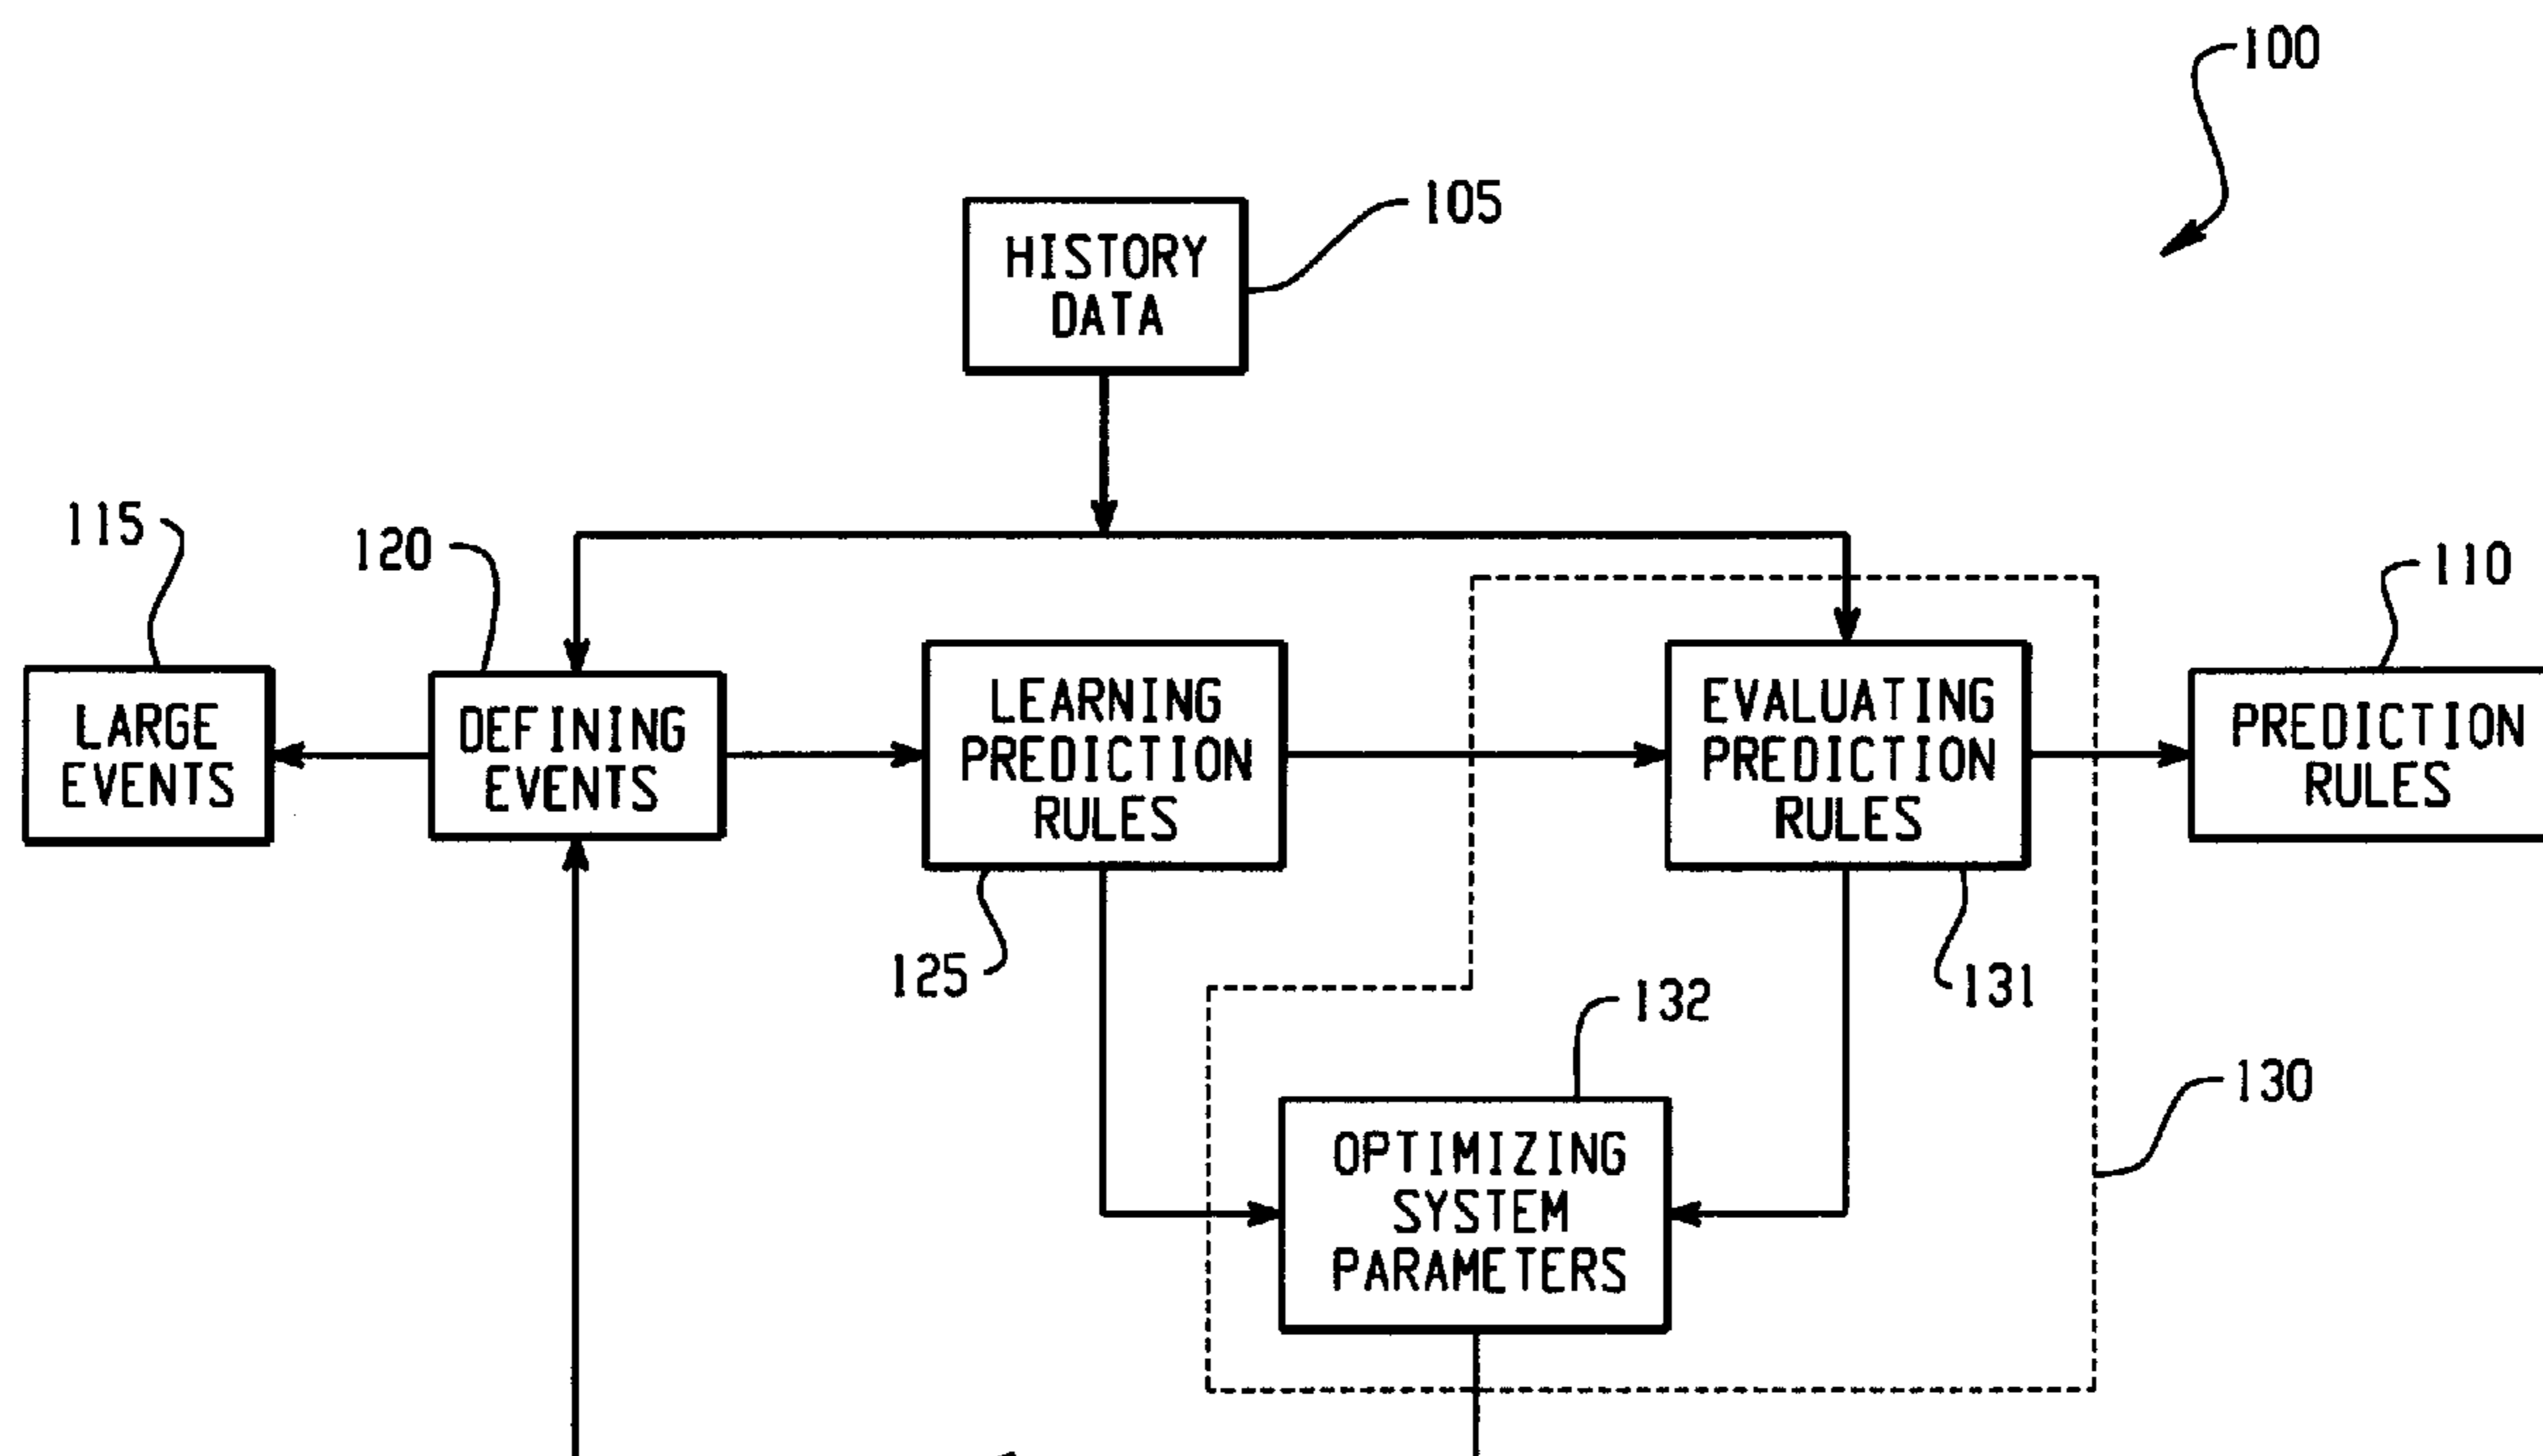 100
105
HISTORY
DATA
115
120
110
LARGE
EVENTS
DEFINING
EVENTS
LEARNING
PREDICTION
RULES
EVALUATING
PREDICTION
RULES
PREDICTION
RULES
125
131
132
130
OPTIMIZING
SYSTEM
PARAMETERS